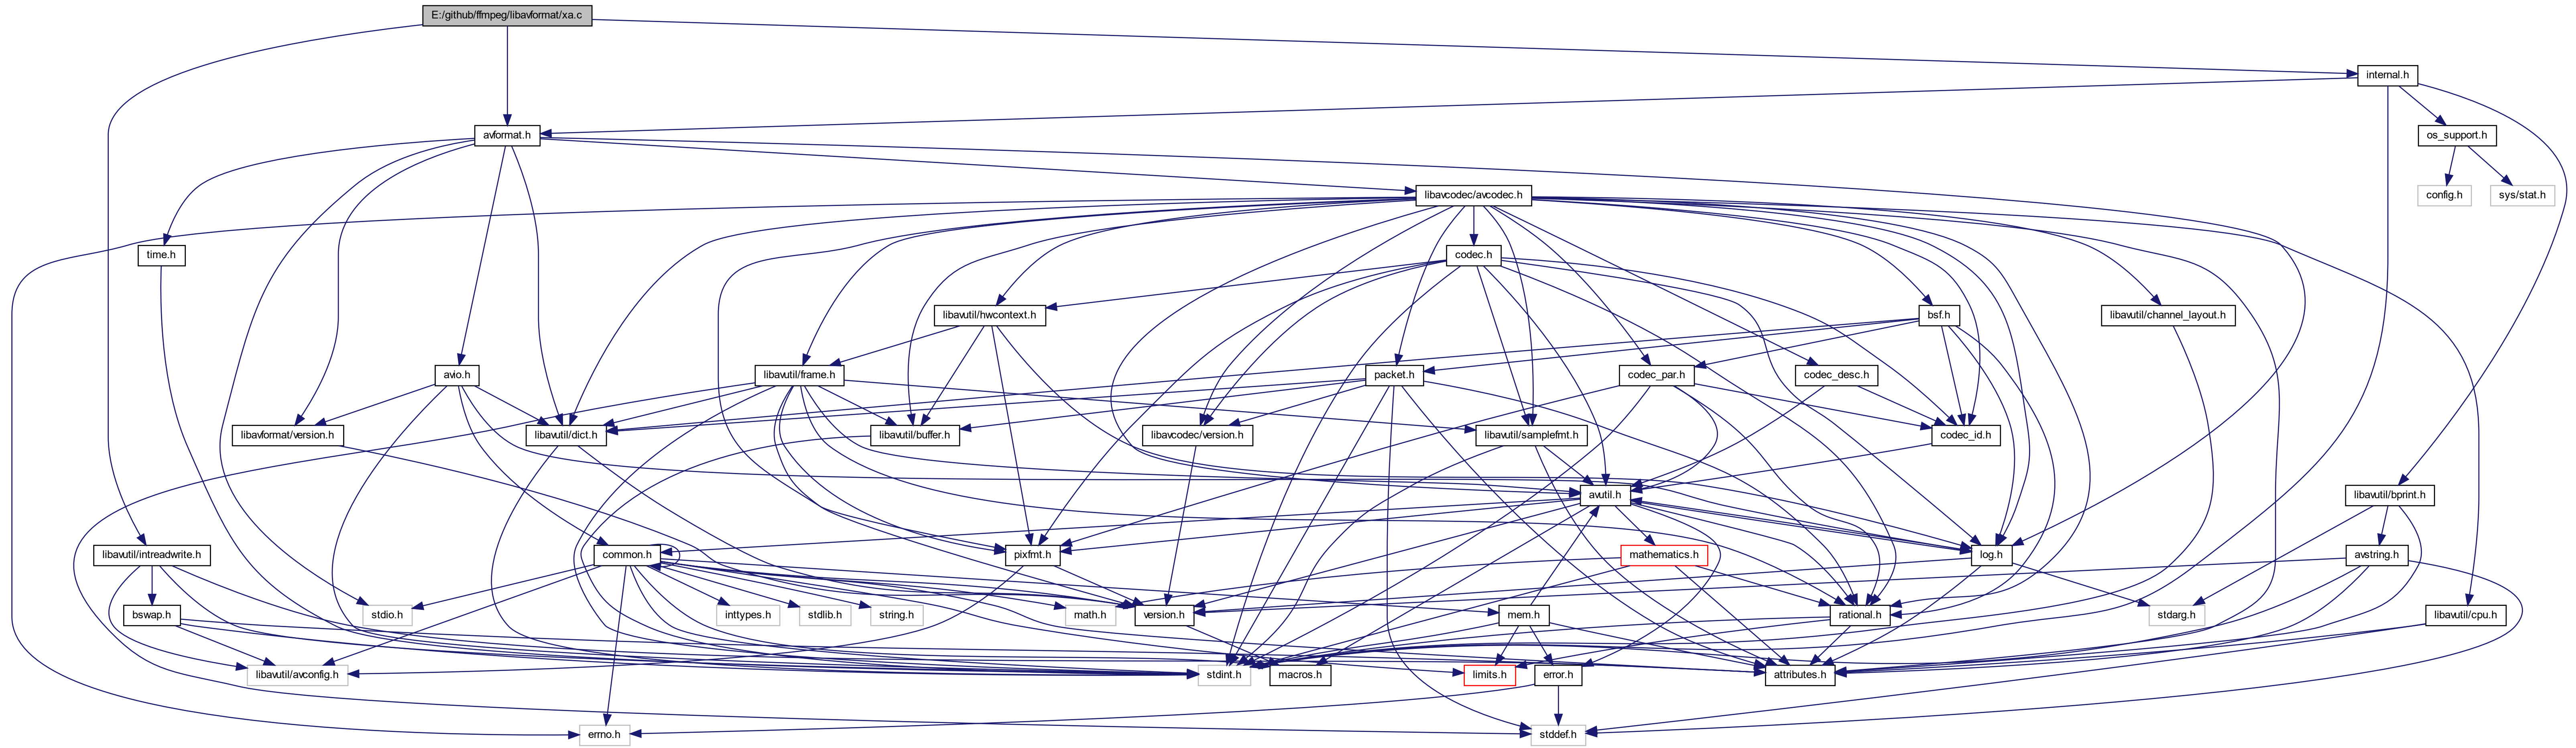 E:/github/ffmpeg/libavformat/xa.c
internal.h
avformat.h
os_support.h
libavcodec/avcodec.h
config.h
sys/stat.h
time.h
codec.h
libavutil/hwcontext.h
bsf.h
libavutil/channel_layout.h
avio.h
libavutil/frame.h
packet.h
codec_par.h
codec_desc.h
libavformat/version.h
libavutil/dict.h
libavutil/buffer.h
libavcodec/version.h
libavutil/samplefmt.h
codec_id.h
avutil.h
libavutil/bprint.h
libavutil/intreadwrite.h
common.h
pixfmt.h
mathematics.h
log.h
avstring.h
bswap.h
stdio.h
inttypes.h
stdlib.h
string.h
math.h
version.h
mem.h
rational.h
stdarg.h
libavutil/cpu.h
libavutil/avconfig.h
stdint.h
macros.h
limits.h
error.h
attributes.h
errno.h
stddef.h